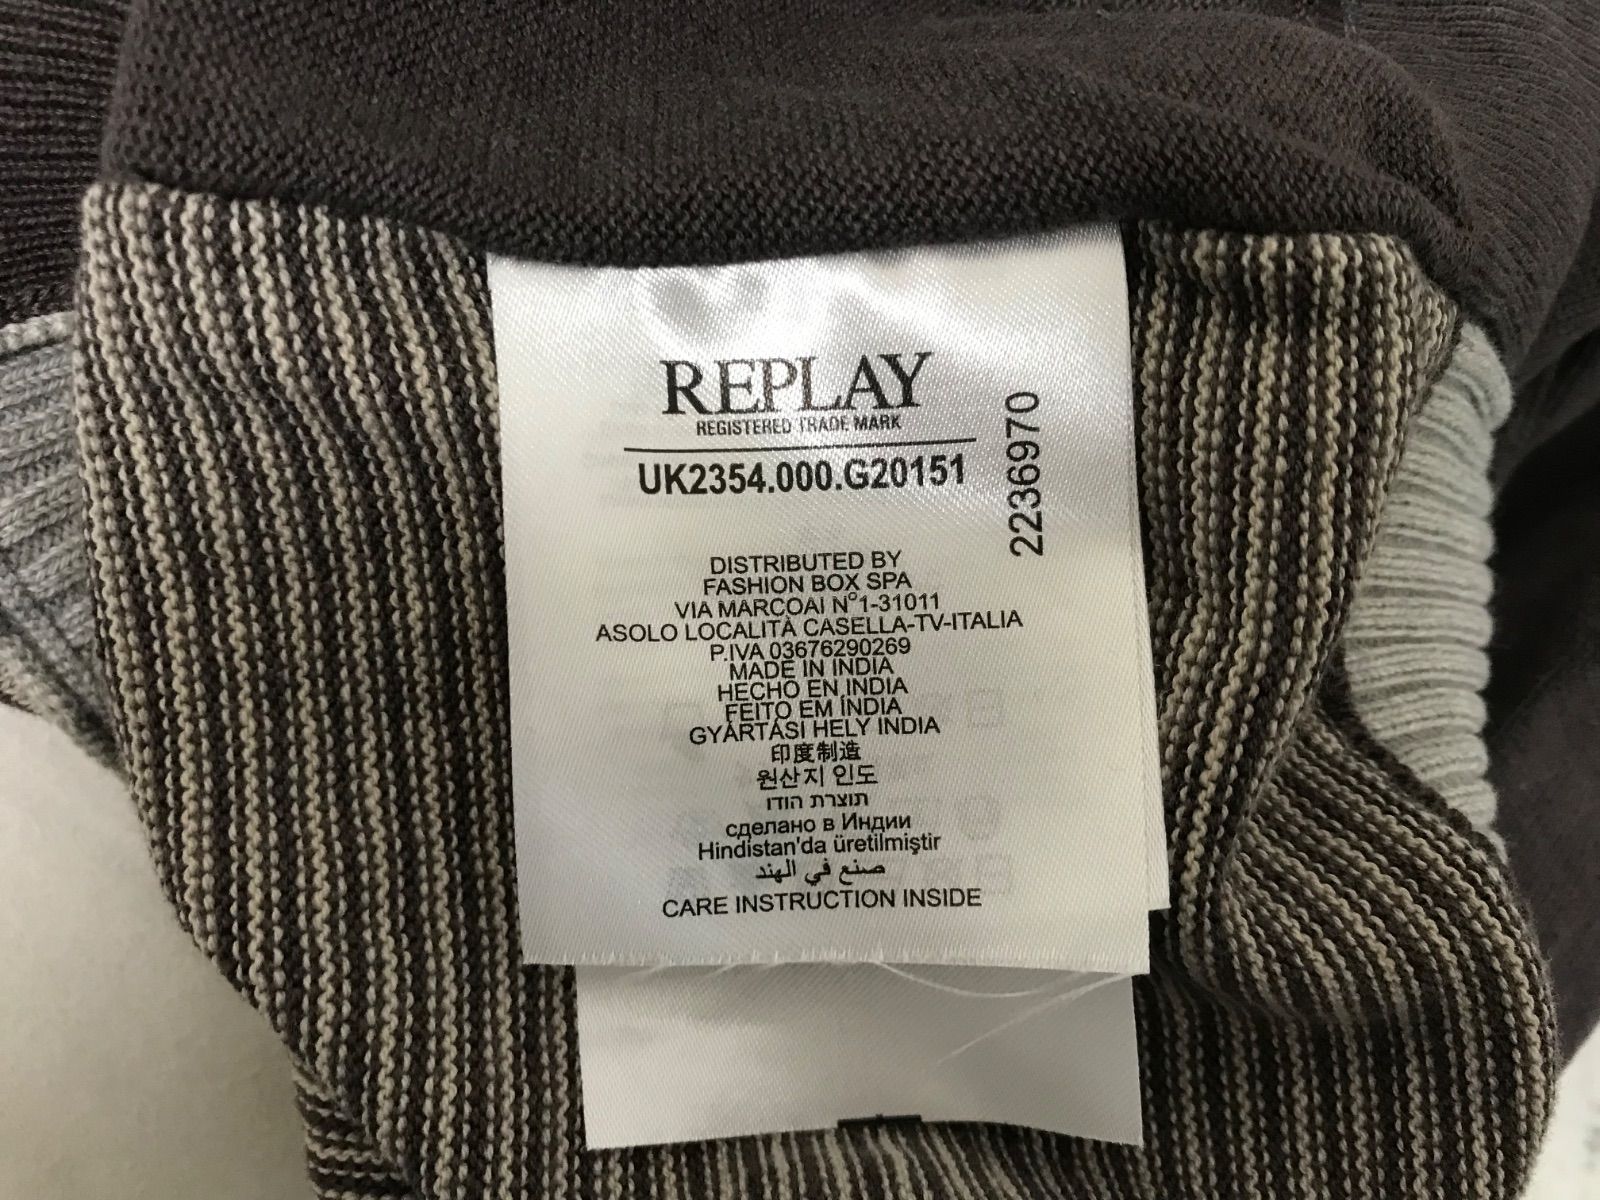 REPLAY
REGISTERED TRADE MARK
UK2354.000.G20151
2236970
DISTRIBUTED BY
FASHION BOX SPA
VIA MARCOAI N°1-31011
ASOLO LOCALITÀ CASELLA-TV-ITALIA
P.IVA 03676290269
MADE IN INDIA
HECHO EN INDIA
FEITO EM ÍNDIA
GYÁRTÁSI HELY INDIA
印度制造
원산지 인도
תוצרת הודו
сделано в Индии
Hindistan'da üretilmiştir
صنع في الهند
CARE INSTRUCTION INSIDE